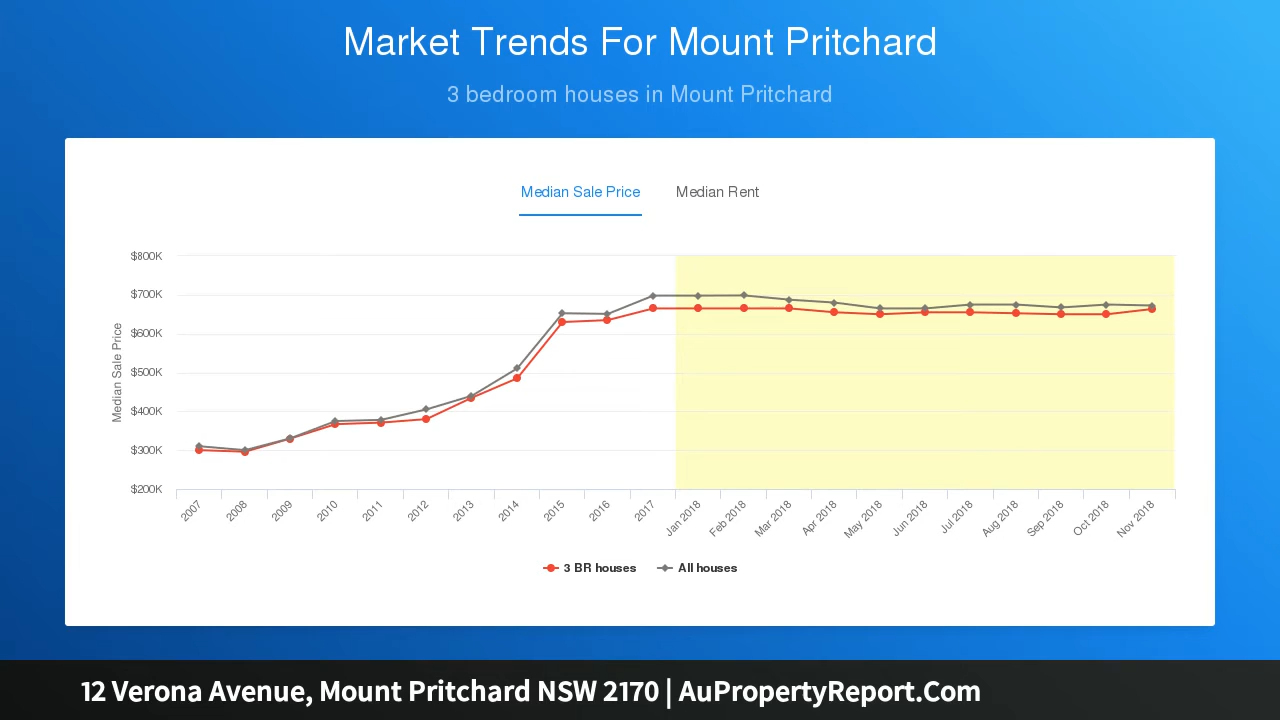 Market Trends For Mount Pritchard
3 bedroom houses in Mount Pritchard
Median Sale Price
Median Rent
Median Sale Price
$800K
$700K
$600K
$500K
$400K
$300K
$200K
2007
2008
2009
2010
2011
2012
2013
2014
2015
2016
2017
Jan 2018
Feb 2018
Mar 2018
Apr 2018
May 2018
Jun 2018
Jul 2018
Aug 2018
Sep 2018
Oct 2018
Nov 2018
3 BR houses
All houses
12 Verona Avenue, Mount Pritchard NSW 2170 | AuPropertyReport.Com